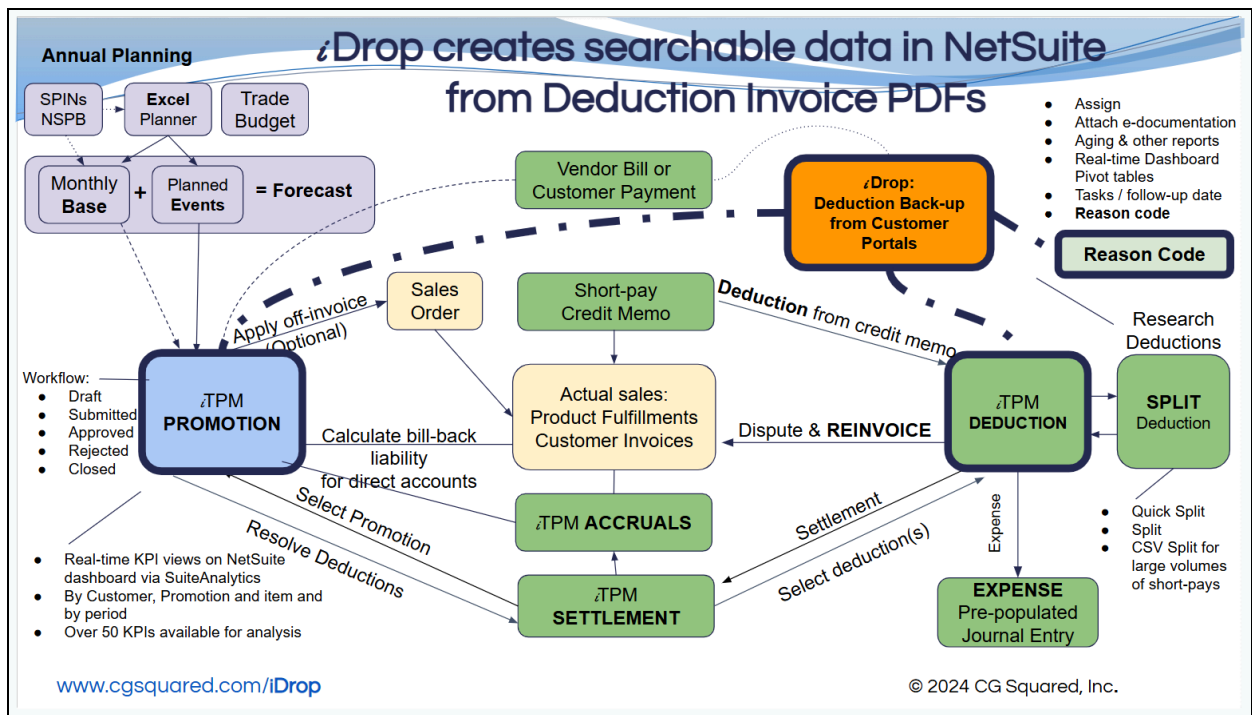 Annual Planning
iDrop creates searchable data in NetSuite
from Deduction Invoice PDFs
SPINs
NSPB
Excel
Planner
Trade
Budget
Monthly
Base
+
Planned
Events
= Forecast
Vendor Bill or
Customer Payment
iDrop:
Deduction Back-up
from Customer
Portals
● Assign
● Attach e-documentation
● Aging & other reports
● Real-time Dashboard
Pivot tables
● Tasks / follow-up date
● Reason code
Reason Code
Apply off-invoice
(Optional)
Sales
Order
Short-pay
Credit Memo
Deduction from credit memo
Research
Deductions
Workflow:
● Draft
● Submitted
● Approved
● Rejected
● Closed
iTPM
PROMOTION
Actual sales:
Product Fulfillments
Customer Invoices
iTPM
DEDUCTION
SPLIT
Deduction
Calculate bill-back
liability
for direct accounts
Dispute & REINVOICE
iTPM ACCRUALS
Select Promotion
Resolve Deductions
Settlement
Select deduction(s)
Expense
● Quick Split
● Split
● CSV Split for
large volumes
of short-pays
● Real-time KPI views on NetSuite
dashboard via SuiteAnalytics
● By Customer, Promotion and item and
by period
● Over 50 KPIs available for analysis
iTPM
SETTLEMENT
EXPENSE
Pre-populated
Journal Entry
www.cgsquared.com/iDrop
© 2024 CG Squared, Inc.